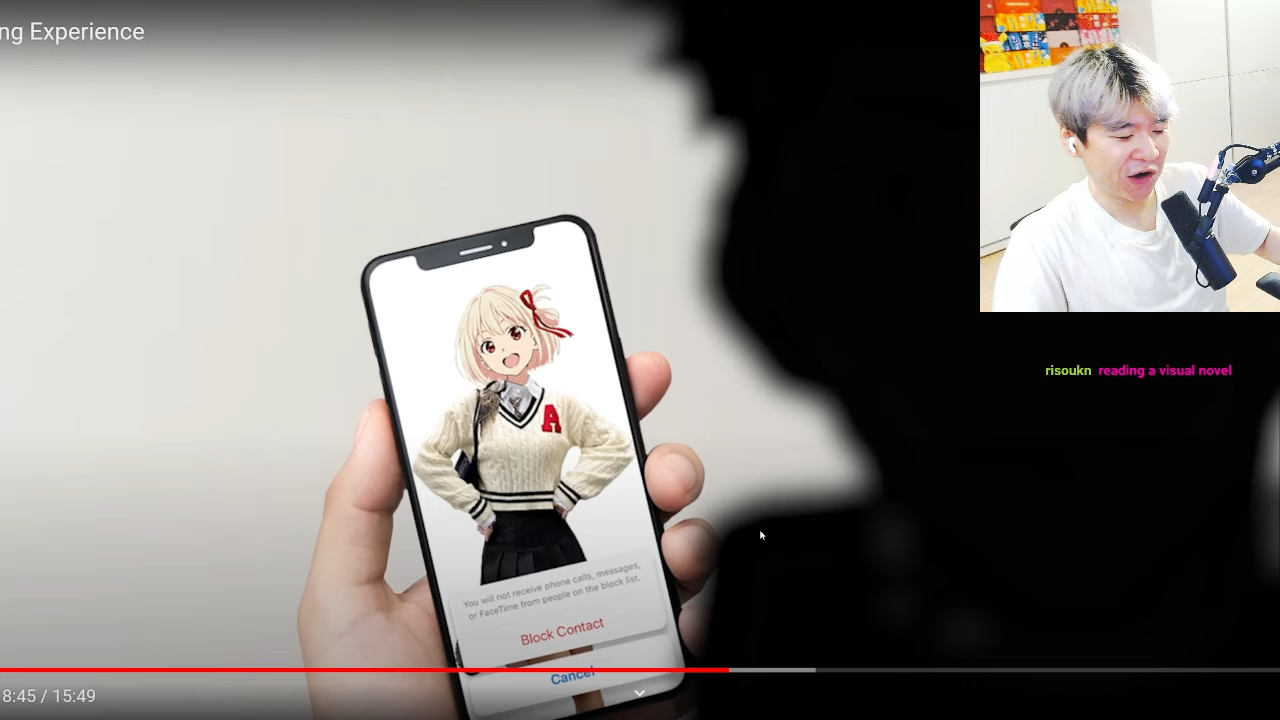 ng Experience
risoukn reading a visual novel
A
You will not receive phone calls, messages,
or FaceTime from people on the block list.
Block Contact
Cancel
8:45 / 15:49